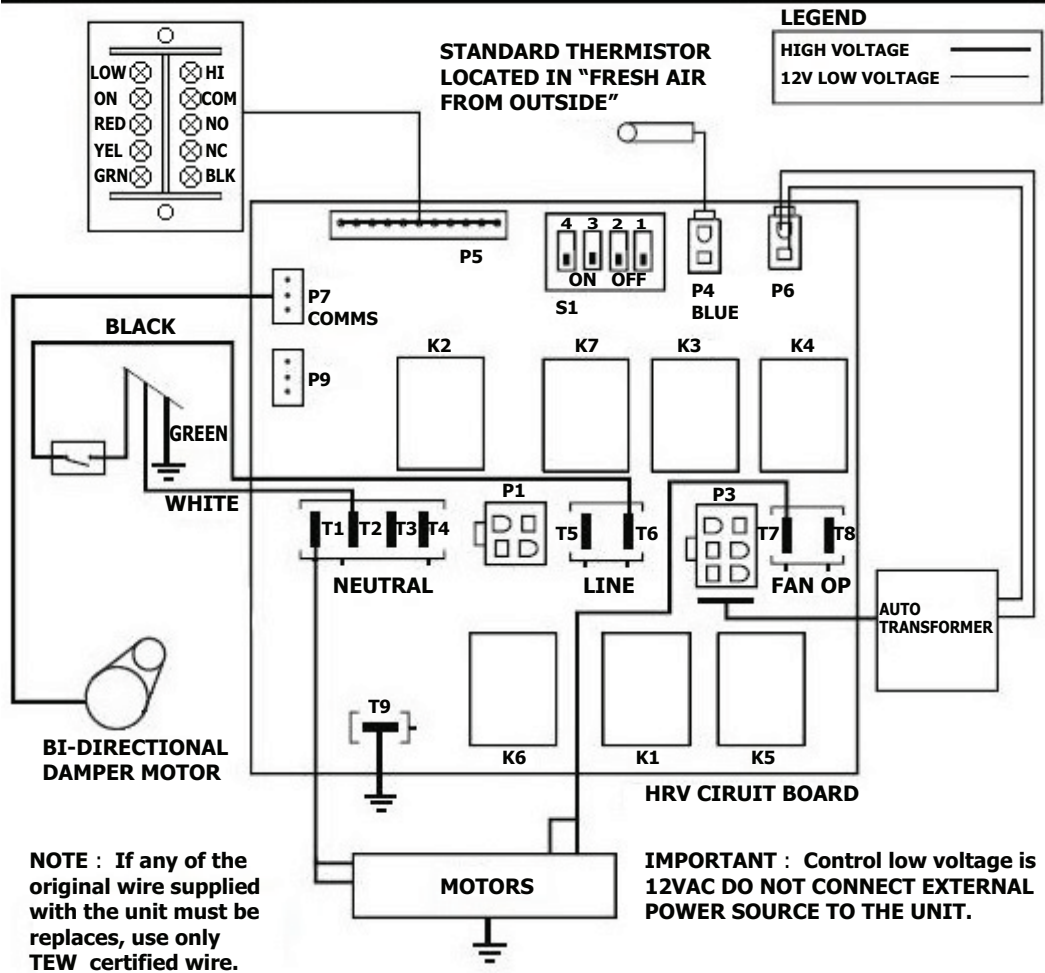 LEGEND
HIGH VOLTAGE
12V LOW VOLTAGE
STANDARD THERMISTOR
LOCATED IN “FRESH AIR
FROM OUTSIDE”
LOW HI
ON COM
RED NO
YEL NC
GRN BLK
P5
4 3 2 1
ON OFF
S1
P4
BLUE
P6
P7
COMMS
P9
BLACK
GREEN
WHITE
K2
K7
K3
K4
T1 T2 T3 T4
NEUTRAL
P1
T5 T6
LINE
P3
T7 T8
FAN OP
AUTO
TRANSFORMER
T9
K6
K1
K5
HRV CIRUIT BOARD
BI-DIRECTIONAL
DAMPER MOTOR
MOTORS
NOTE : If any of the
original wire supplied
with the unit must be
replaces, use only
TEW certified wire.
IMPORTANT : Control low voltage is
12VAC DO NOT CONNECT EXTERNAL
POWER SOURCE TO THE UNIT.